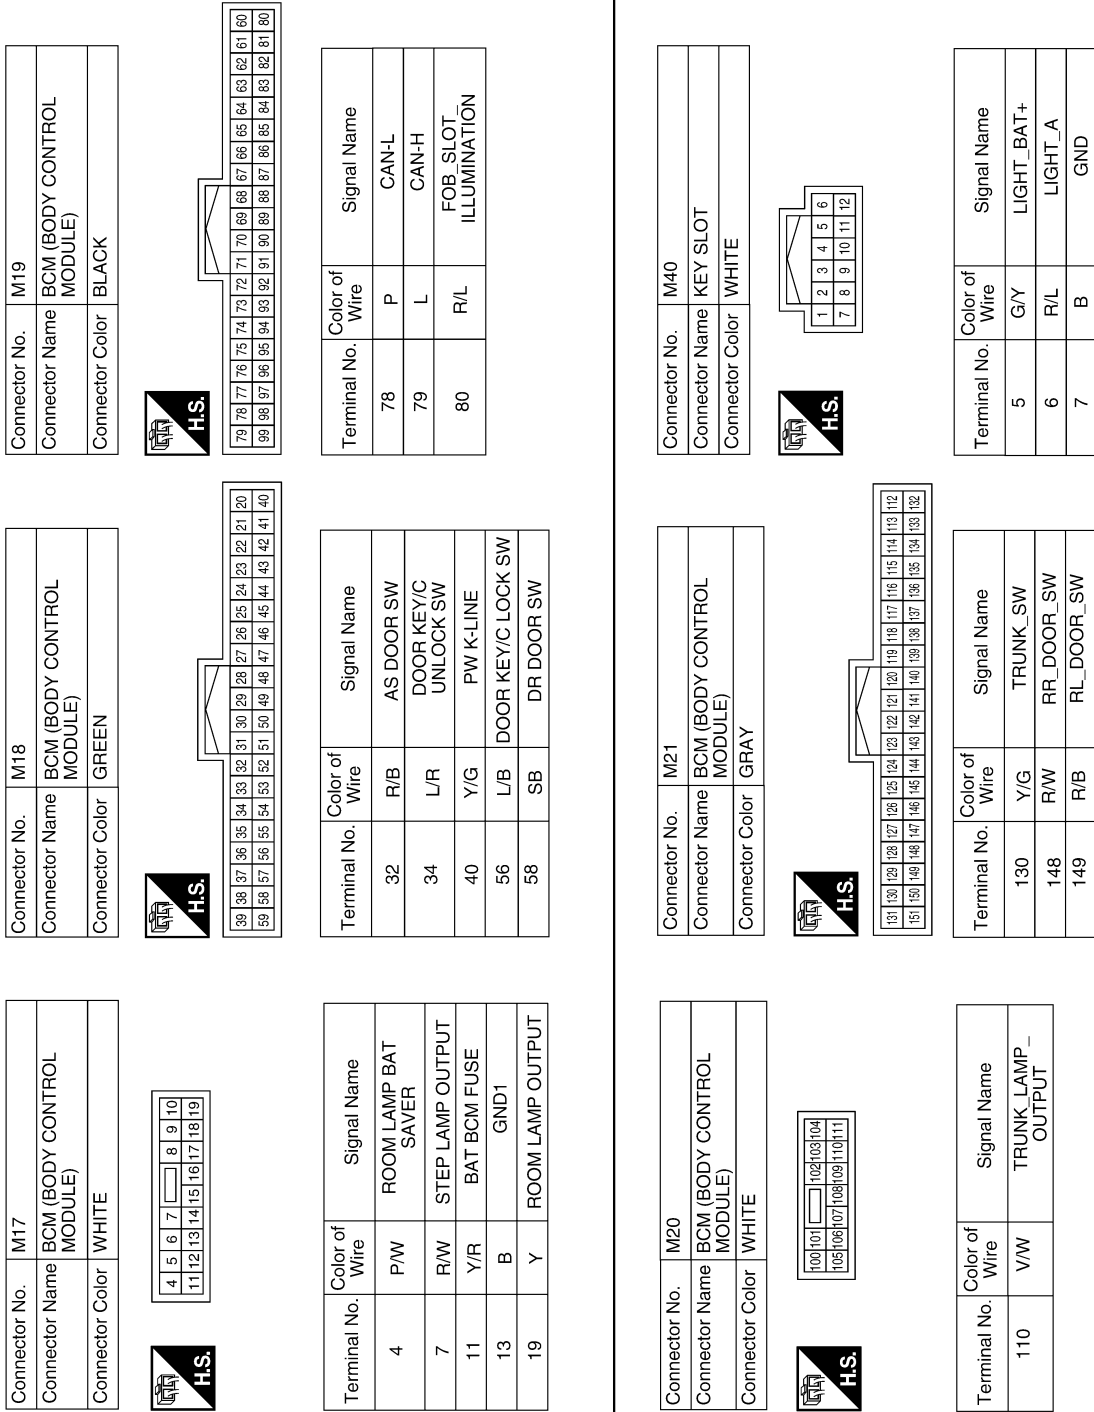 Connector No. M17
Connector Name BCM (BODY CONTROL
MODULE)
Connector Color WHITE
H.S.
4 5 6 7 8 9 10
11 12 13 14 15 16 17 18 19
Terminal No. Color of
Wire Signal Name
4 P/W ROOM LAMP BAT
SAVER
7 R/W STEP LAMP OUTPUT
11 Y/R BAT BCM FUSE
13 B GND1
19 Y ROOM LAMP OUTPUT
Connector No. M18
Connector Name BCM (BODY CONTROL
MODULE)
Connector Color GREEN
H.S.
39 38 37 36 35 34 33 32 31 30 29 28 27 26 25 24 23 22 21 20
59 58 57 56 55 54 53 52 51 50 49 48 47 46 45 44 43 42 41 40
Terminal No. Color of
Wire Signal Name
32 R/B AS DOOR SW
34 L/R DOOR KEY/C
UNLOCK SW
40 Y/G PW K-LINE
56 L/B DOOR KEY/C LOCK SW
58 SB DR DOOR SW
Connector No. M19
Connector Name BCM (BODY CONTROL
MODULE)
Connector Color BLACK
H.S.
79 78 77 76 75 74 73 72 71 70 69 68 67 66 65 64 63 62 61 60
99 98 97 96 95 94 93 92 91 90 89 88 87 86 85 84 83 82 81 80
Terminal No. Color of
Wire Signal Name
78 P CAN-L
79 L CAN-H
80 R/L FOB_SLOT_
ILLUMINATION
Connector No. M20
Connector Name BCM (BODY CONTROL
MODULE)
Connector Color WHITE
H.S.
100 101 102 103 104
105 106 107 108 109 110 111
Terminal No. Color of
Wire Signal Name
110 V/W TRUNK_LAMP_
OUTPUT
Connector No. M21
Connector Name BCM (BODY CONTROL
MODULE)
Connector Color GRAY
H.S.
131 130 129 128 127 126 125 124 123 122 121 120 119 118 117 116 115 114 113 112
151 150 149 148 147 146 145 144 143 142 141 140 139 138 137 136 135 134 133 132
Terminal No. Color of
Wire Signal Name
130 Y/G TRUNK_SW
148 R/W RR_DOOR_SW
149 R/B RL_DOOR_SW
Connector No. M40
Connector Name KEY SLOT
Connector Color WHITE
H.S.
1 2 3 4 5 6
7 8 9 10 11 12
Terminal No. Color of
Wire Signal Name
5 G/Y LIGHT_BAT+
6 R/L LIGHT_A
7 B GND